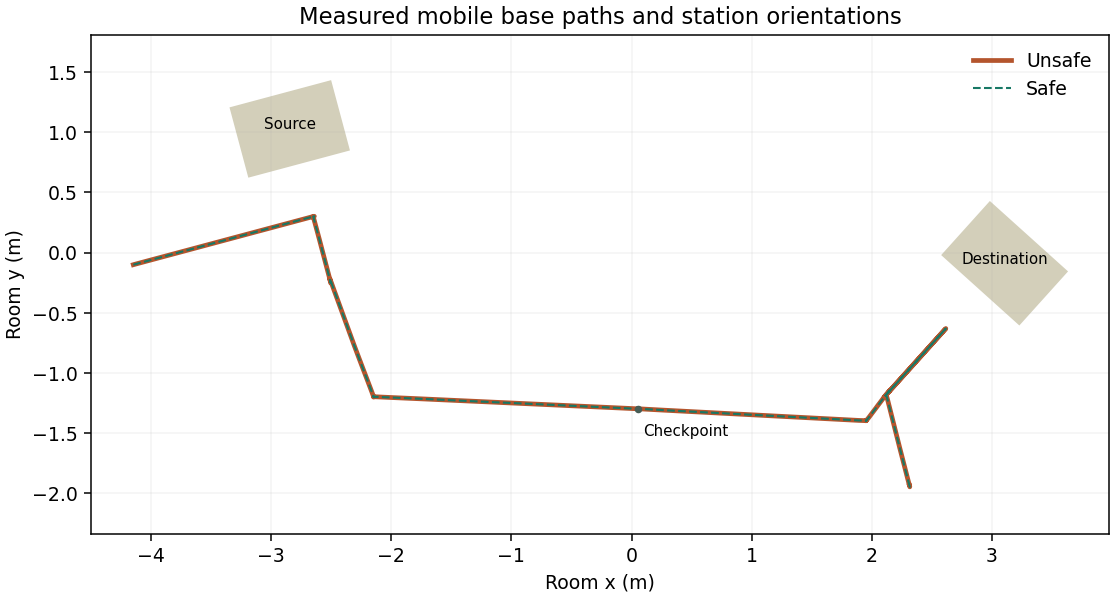 Measured mobile base paths and station orientations
Unsafe
Safe
Source
Destination
Checkpoint
1.5
1.0
0.5
0.0
−0.5
−1.0
−1.5
−2.0
Room y (m)
−4
−3
−2
−1
0
1
2
3
Room x (m)